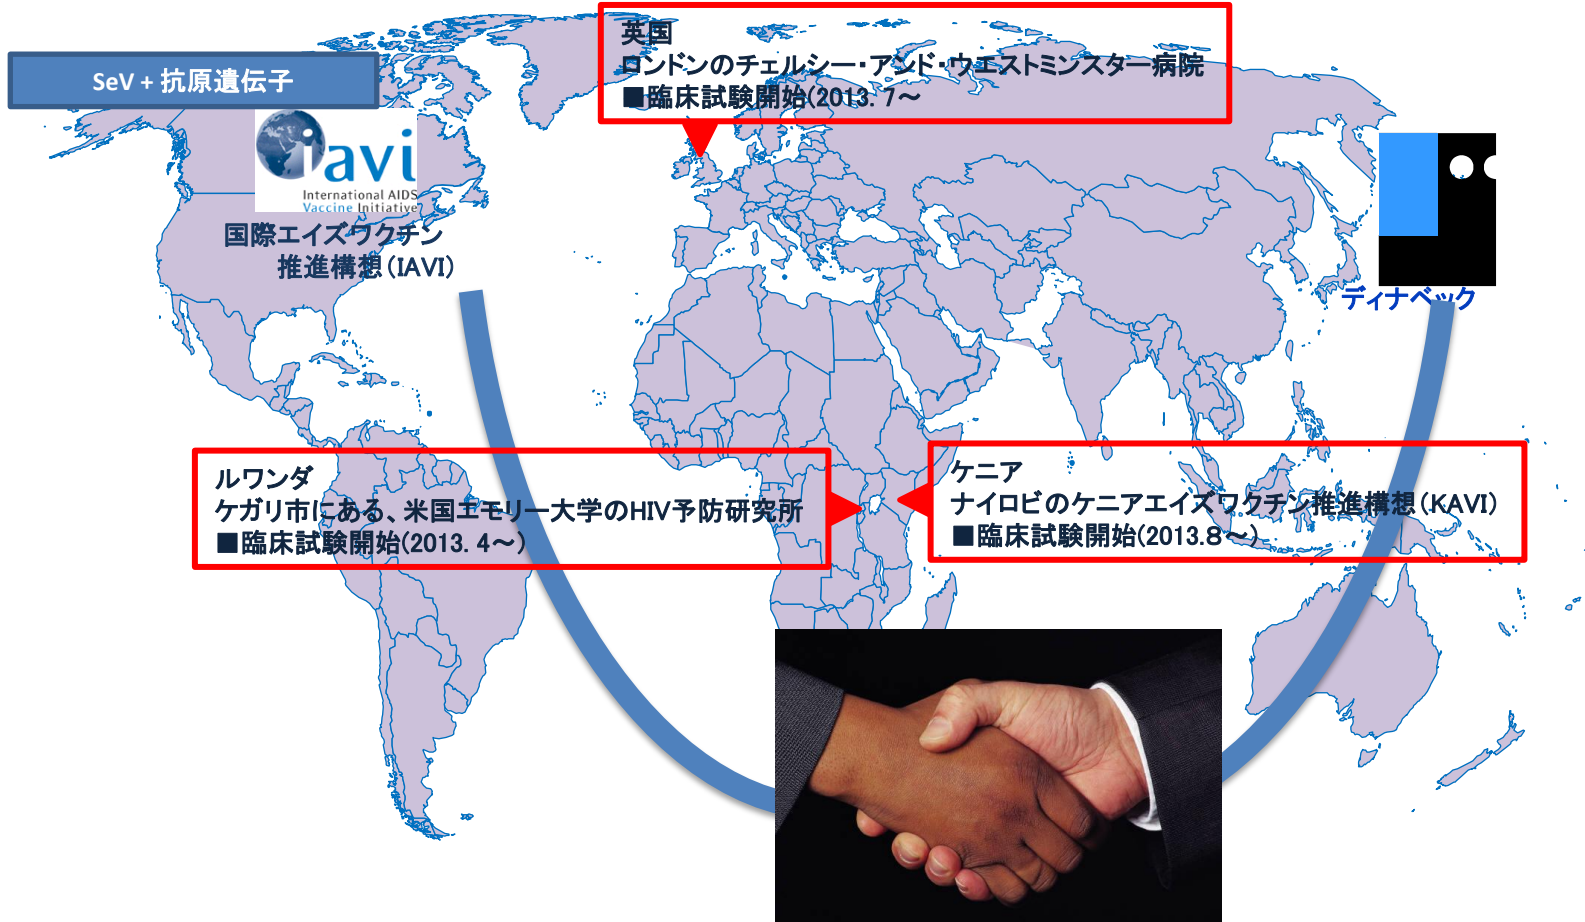 英国
ロンドンのチェルシー・アンド・ウエストミンスター病院
■臨床試験開始(2013. 7～
SeV + 抗原遺伝子
iavi
International AIDS
Vaccine Initiative
国際エイズワクチン
推進構想（IAVI）
ディナベック
ルワンダ
ケガリ市にある、米国エモリー大学のHIV予防研究所
■臨床試験開始(2013. 4～)
ケニア
ナイロビのケニアエイズワクチン推進構想（KAVI）
■臨床試験開始(2013.8～)